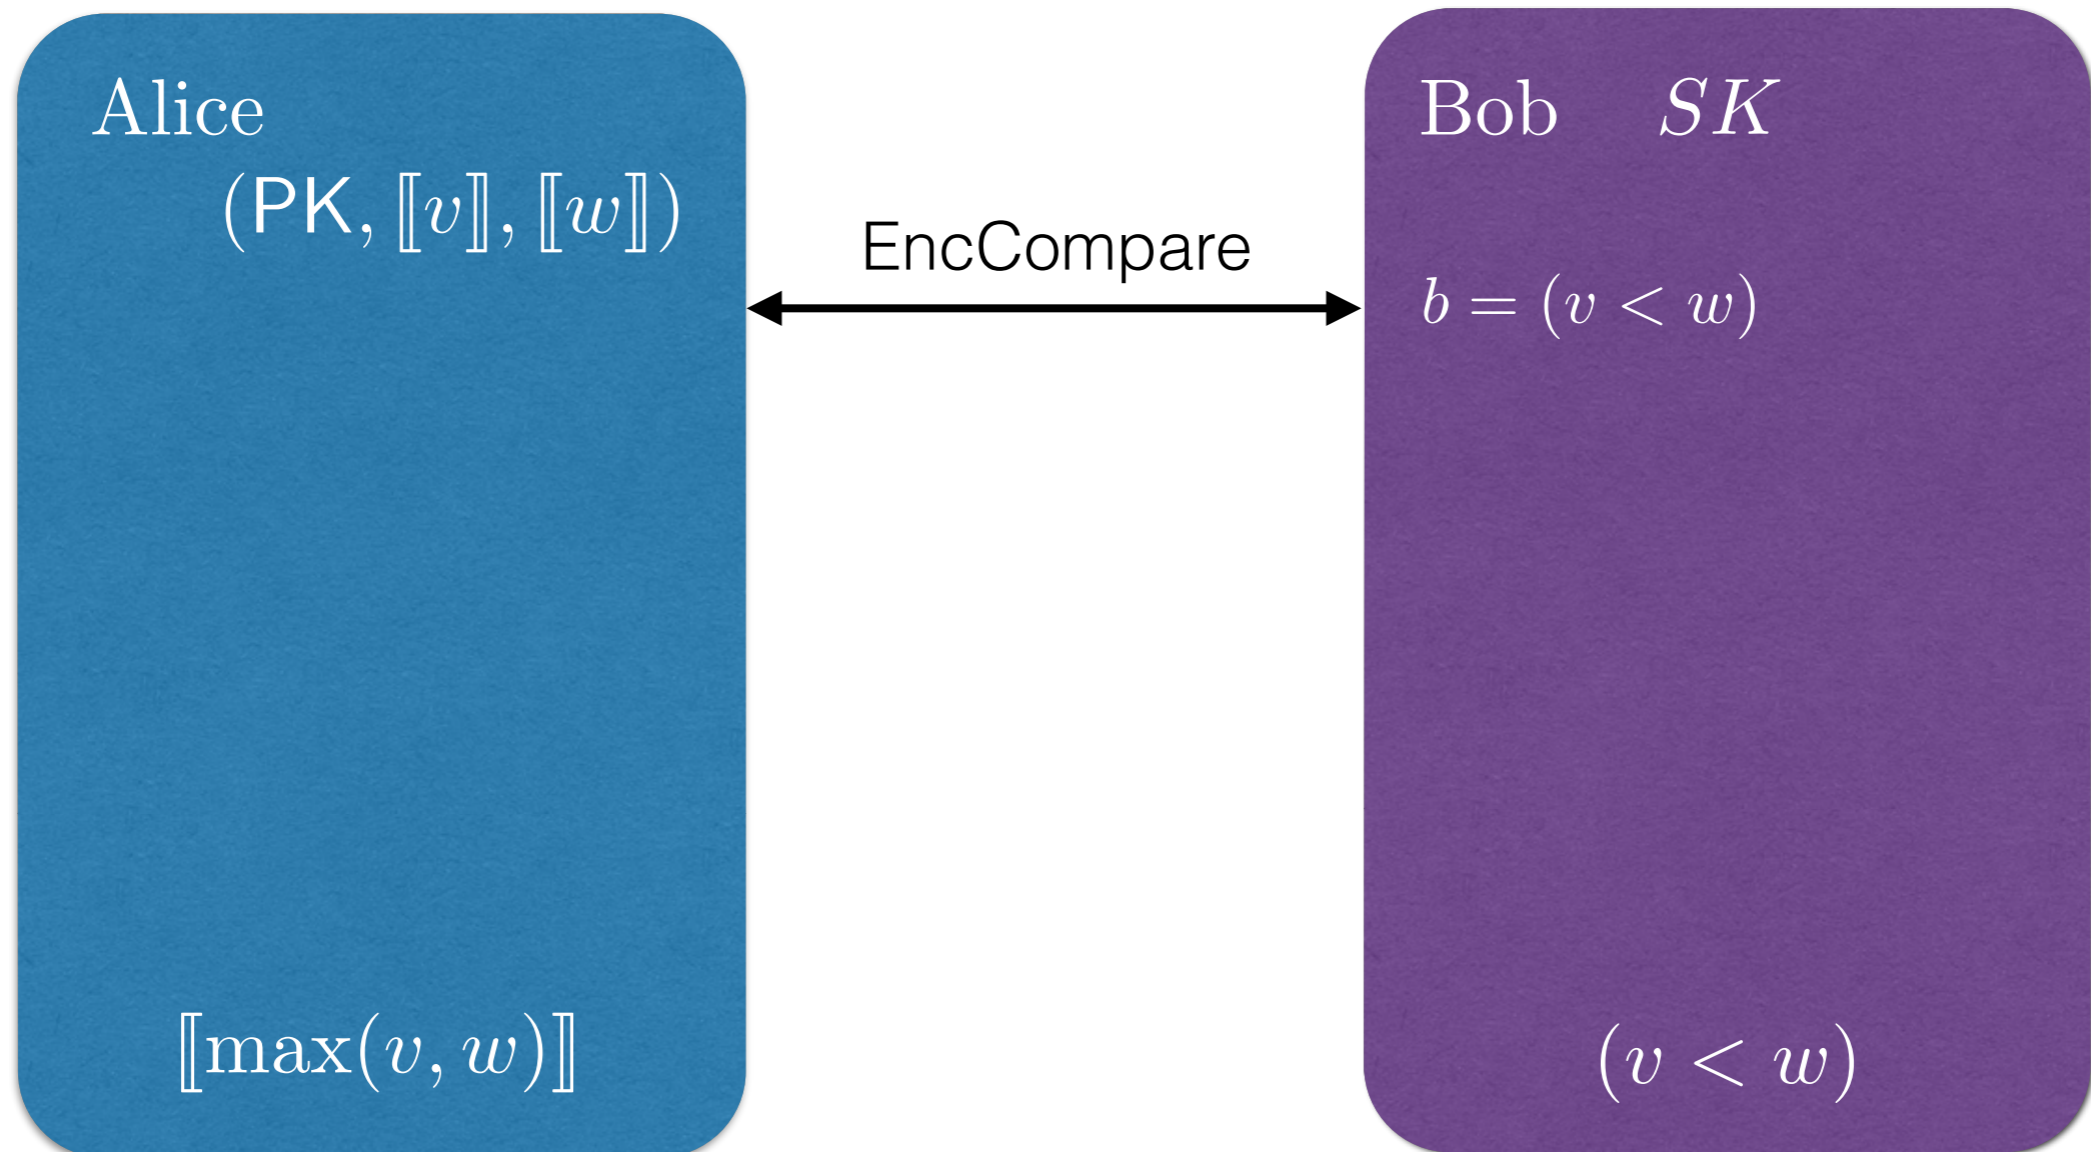 Alice
(PK, ⟦v⟧, ⟦w⟧)
EncCompare
Bob SK
b = (v < w)
⟦max(v, w)⟧
(v < w)